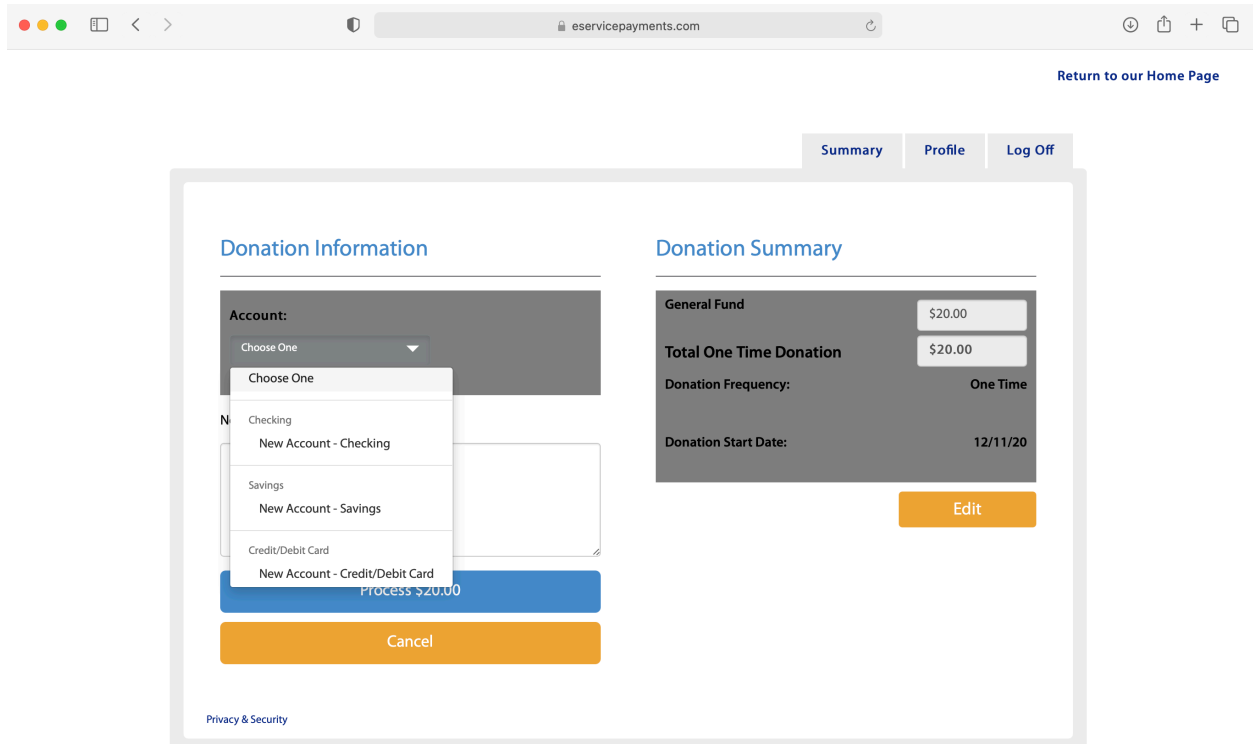 eservicepayments.com
Return to our Home Page
Summary
Profile
Log Off
Donation Information
Account:
Choose One
Choose One
Checking
New Account - Checking
Savings
New Account - Savings
Credit/Debit Card
New Account - Credit/Debit Card
Process $20.00
Cancel
Donation Summary
General Fund $20.00
Total One Time Donation $20.00
Donation Frequency: One Time
Donation Start Date: 12/11/20
Edit
Privacy & Security